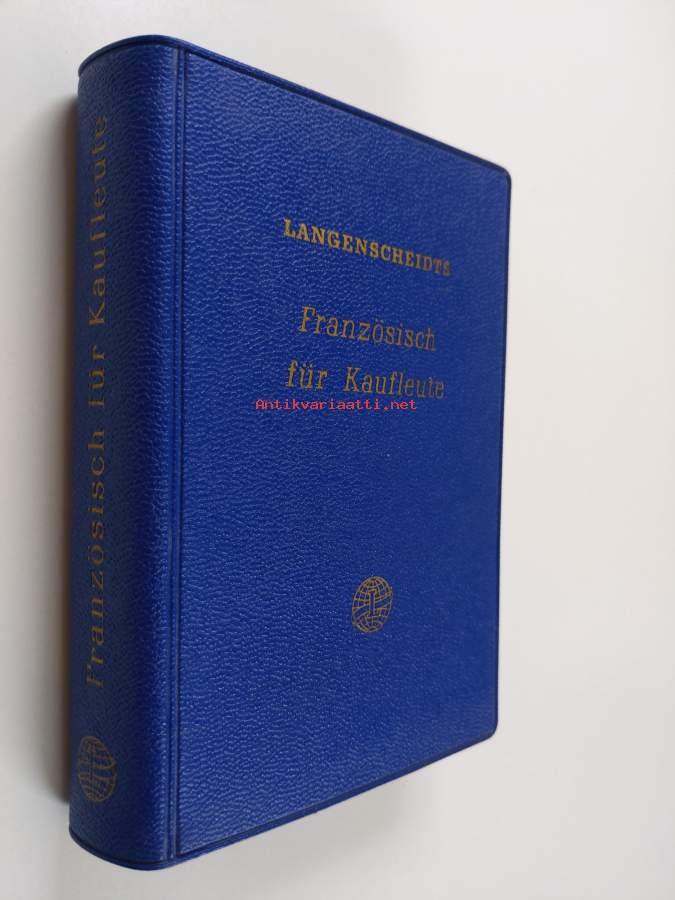 LANGENSCHEIDTS
Französisch
für Kaufleute
Antikvariaatti.net
L
Französisch für Kaufleute